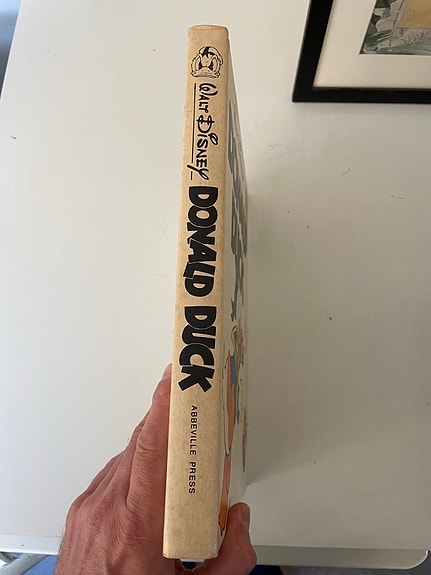 WALT DISNEY
DONALD DUCK
ABBEVILLE PRESS